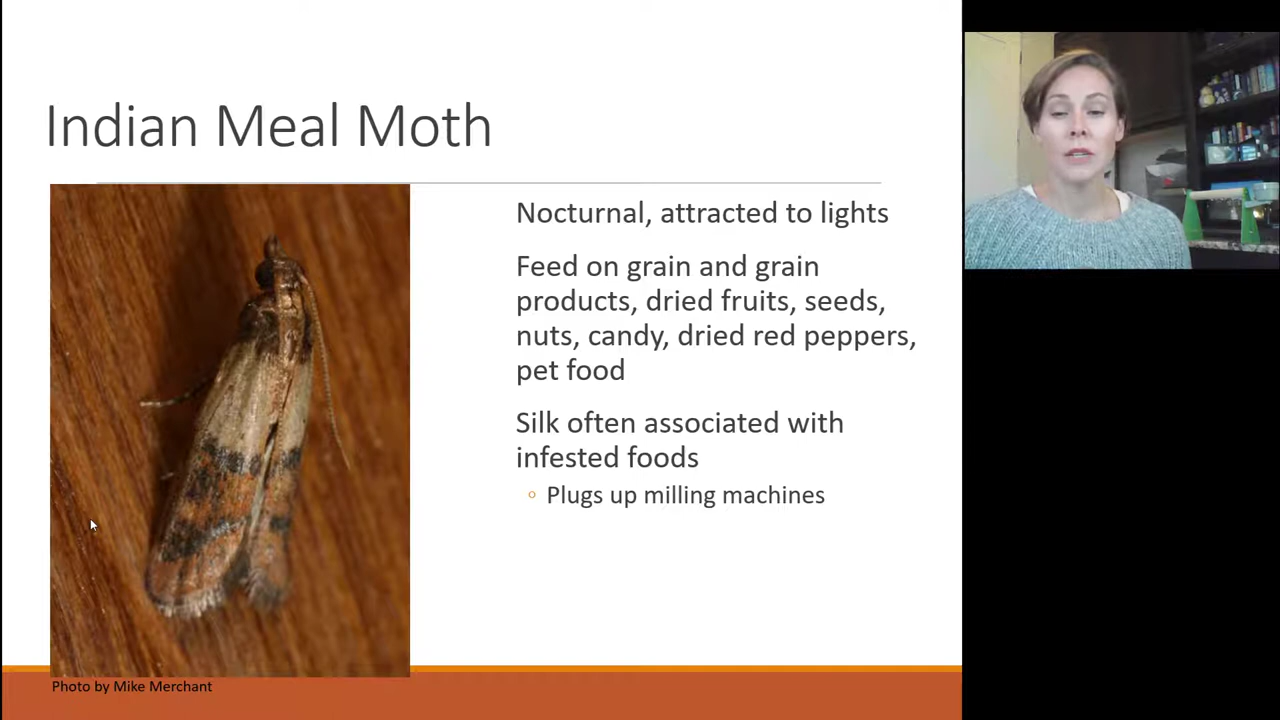 Indian Meal Moth
Nocturnal, attracted to lights
Feed on grain and grain
products, dried fruits, seeds,
nuts, candy, dried red peppers,
pet food
Silk often associated with
infested foods
Plugs up milling machines
Photo by Mike Merchant